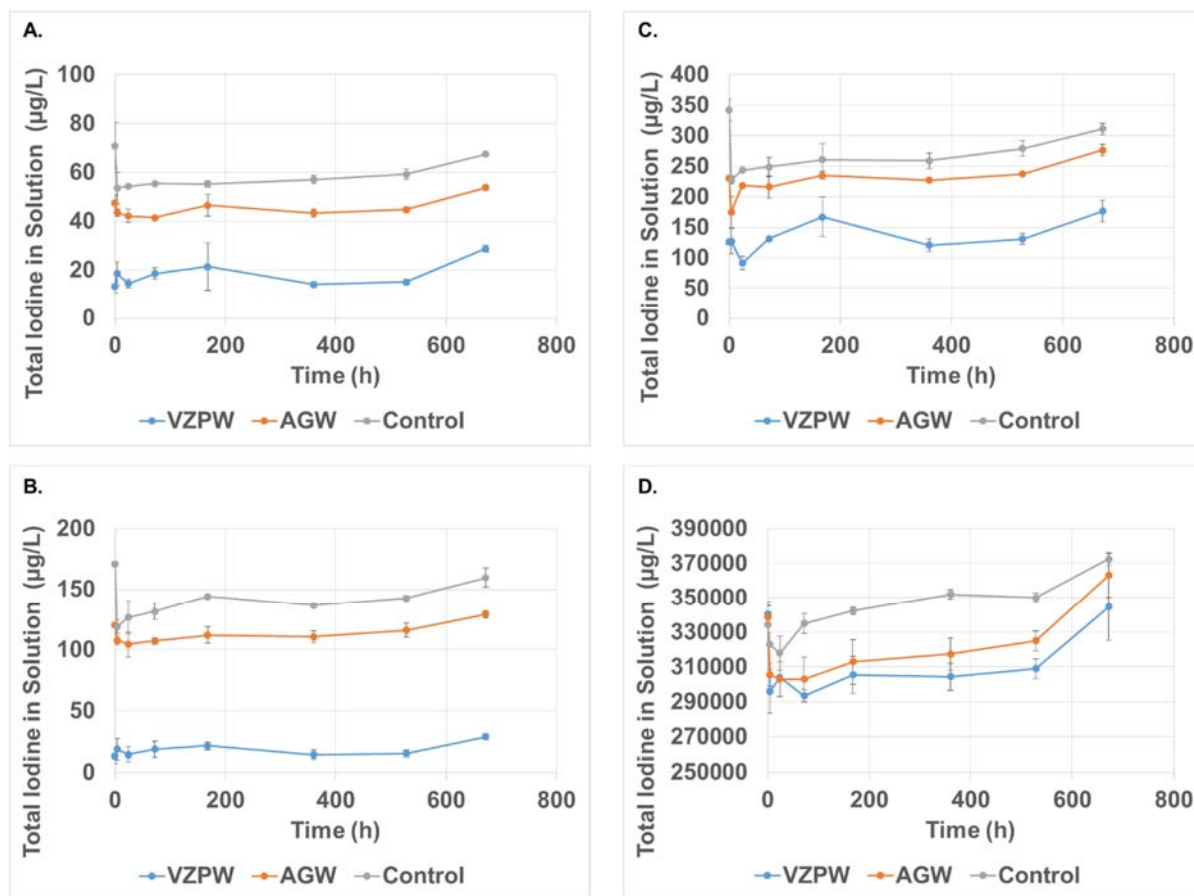 A.
Total Iodine in Solution (µg/L)
100
80
60
40
20
0
0 200 400 600 800
Time (h)
VZPW AGW Control
C.
Total Iodine in Solution (µg/L)
400
350
300
250
200
150
100
50
0
0 200 400 600 800
Time (h)
VZPW AGW Control
B.
Total Iodine in Solution (µg/L)
200
150
100
50
0
0 200 400 600 800
Time (h)
VZPW AGW Control
D.
Total Iodine in Solution (µg/L)
390000
370000
350000
330000
310000
290000
270000
250000
0 200 400 600 800
Time (h)
VZPW AGW Control